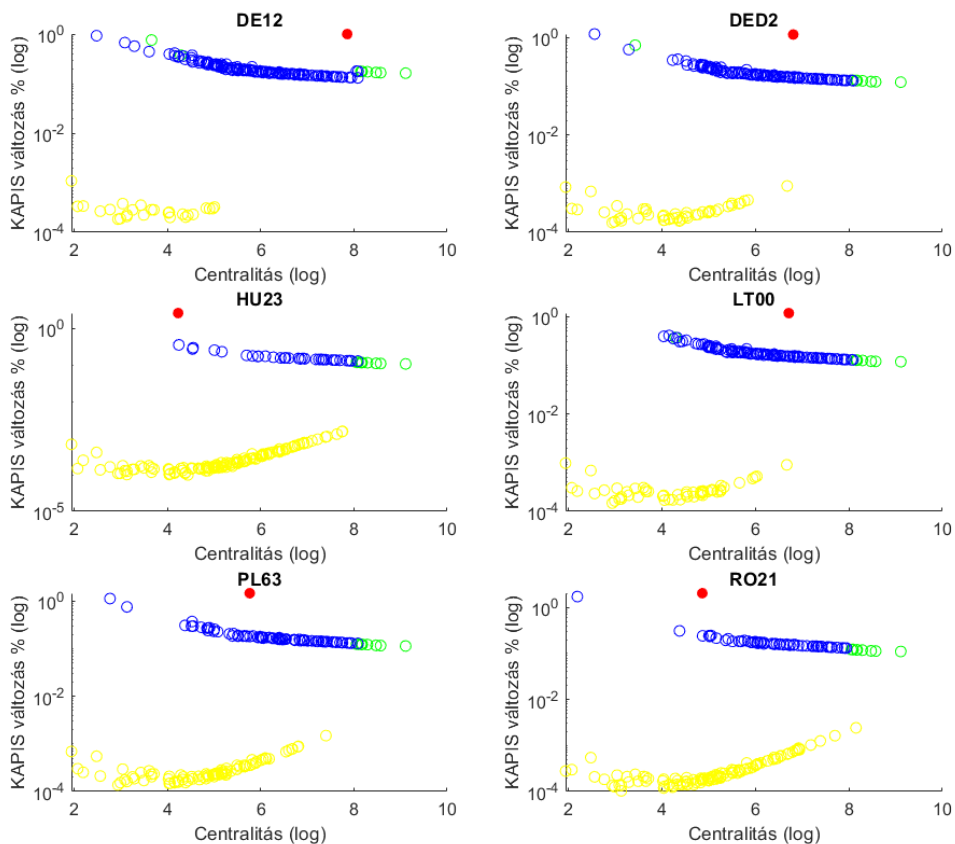 DE12
KAPIS változás % (log)
10^0
10^-2
10^-4
2 4 6 8 10
Centralitás (log)
DED2
KAPIS változás % (log)
10^0
10^-2
10^-4
2 4 6 8 10
Centralitás (log)
HU23
KAPIS változás % (log)
10^0
10^-5
2 4 6 8 10
Centralitás (log)
LT00
KAPIS változás % (log)
10^0
10^-2
10^-4
2 4 6 8 10
Centralitás (log)
PL63
KAPIS változás % (log)
10^0
10^-2
10^-4
2 4 6 8 10
Centralitás (log)
RO21
KAPIS változás % (log)
10^0
10^-2
10^-4
2 4 6 8 10
Centralitás (log)